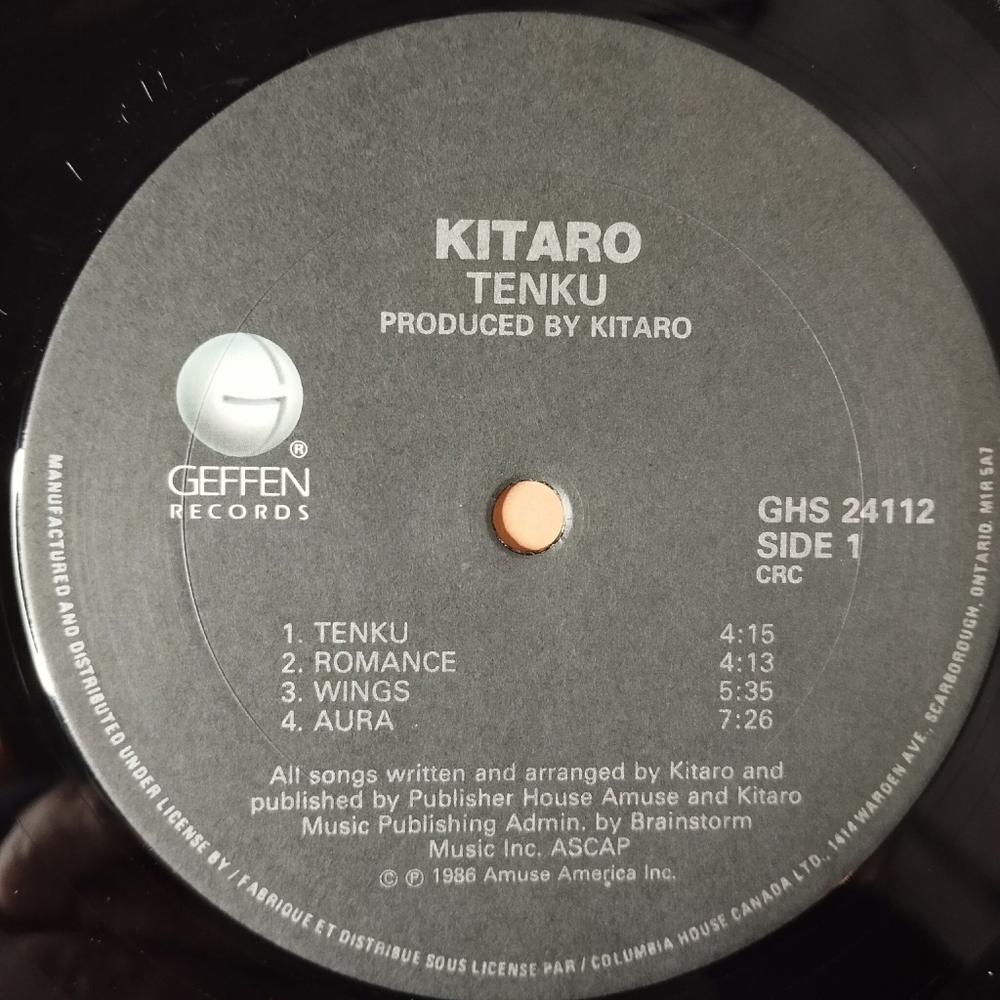 KITARO
TENKU
PRODUCED BY KITARO
®
GEFFEN
RECORDS
GHS 24112
SIDE 1
CRC
1. TENKU 4:15
2. ROMANCE 4:13
3. WINGS 5:35
4. AURA 7:26
All songs written and arranged by Kitaro and
published by Publisher House Amuse and Kitaro
Music Publishing Admin. by Brainstorm
Music Inc. ASCAP
© ℗ 1986 Amuse America Inc.
MANUFACTURED AND DISTRIBUTED UNDER LICENSE BY / FABRIQUE ET DISTRIBUE SOUS LICENSE PAR / COLUMBIA HOUSE CANADA LTD., 1414 WARDEN AVE., SCARBOROUGH, ONTARIO. M1R 5A7